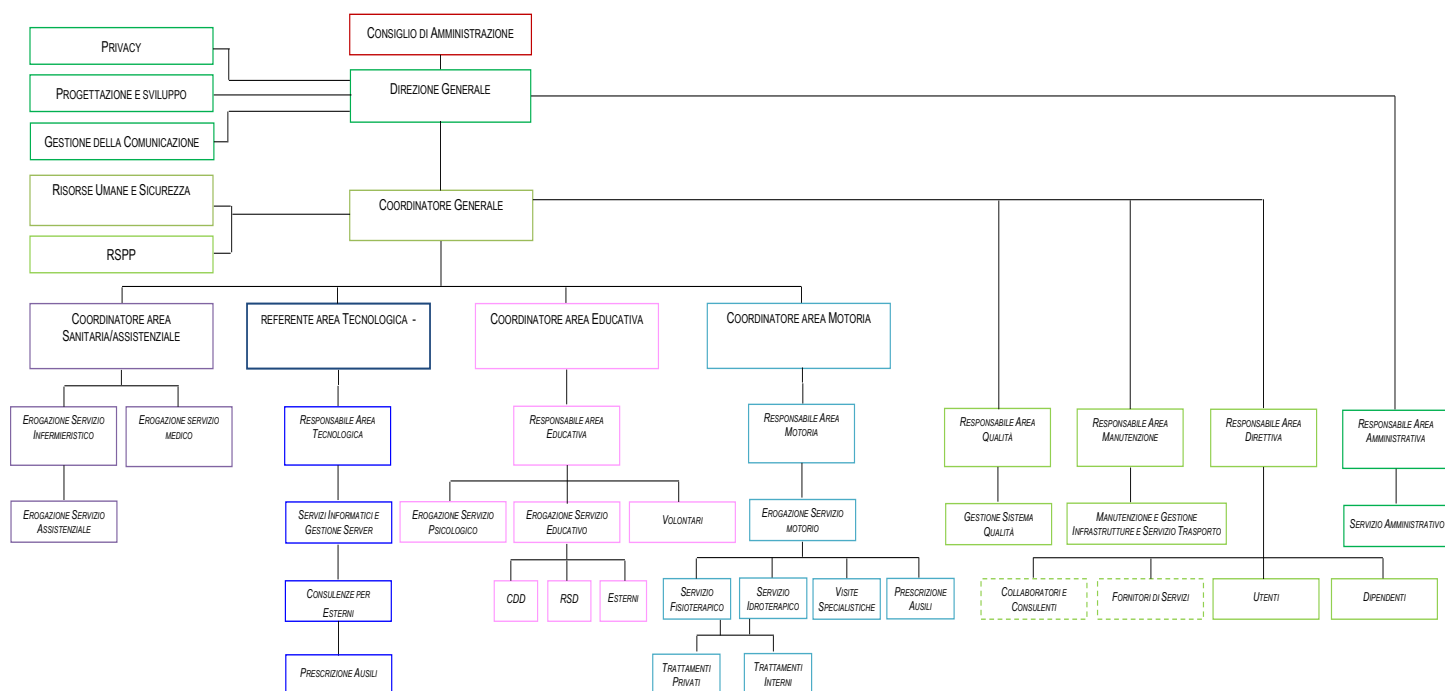 CONSIGLIO DI AMMINISTRAZIONE
PRIVACY
DIREZIONE GENERALE
PROGETTAZIONE E SVILUPPO
GESTIONE DELLA COMUNICAZIONE
RISORSE UMANE E SICUREZZA
COORDINATORE GENERALE
RSPP
COORDINATORE AREA
SANITARIA/ASSISTENZIALE
REFERENTE AREA TECNOLOGICA -
COORDINATORE AREA EDUCATIVA
COORDINATORE AREA MOTORIA
EROGAZIONE SERVIZIO
INFERMIERISTICO
EROGAZIONE SERVIZIO
MEDICO
RESPONSABILE AREA
TECNOLOGICA
RESPONSABILE AREA
EDUCATIVA
RESPONSABILE AREA
MOTORIA
RESPONSABILE AREA
QUALITÀ
RESPONSABILE AREA
MANUTENZIONE
RESPONSABILE AREA
DIRETTIVA
RESPONSABILE AREA
AMMINISTRATIVA
EROGAZIONE SERVIZIO
ASSISTENZIALE
SERVIZI INFORMATICI E
GESTIONE SERVER
EROGAZIONE SERVIZIO
PSICOLOGICO
EROGAZIONE SERVIZIO
EDUCATIVO
VOLONTARI
EROGAZIONE SERVIZIO
MOTORIO
GESTIONE SISTEMA
QUALITÀ
MANUTENZIONE E GESTIONE
INFRASTRUTTURE E SERVIZIO TRASPORTO
SERVIZIO AMMINISTRATIVO
CONSULENZE PER
ESTERNI
CDD
RSD
ESTERNI
SERVIZIO
FISIOTERAPICO
SERVIZIO
IDROTERAPICO
VISITE
SPECIALISTICHE
PRESCRIZIONE
AUSILI
COLLABORATORI E
CONSULENTI
FORNITORI DI SERVIZI
UTENTI
DIPENDENTI
PRESCRIZIONE AUSILI
TRATTAMENTI
PRIVATI
TRATTAMENTI
INTERNI